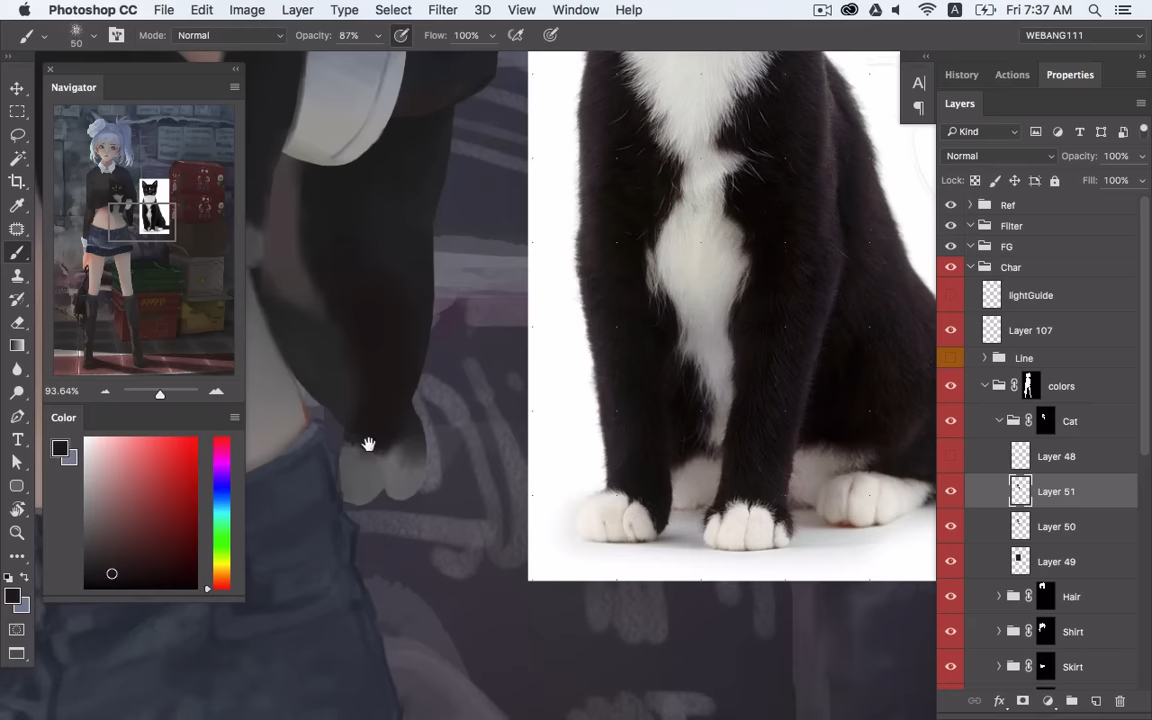 Photoshop CC File Edit Image Layer Type Select Filter 3D View Window Help A Fri 7:37 AM
50 Mode: Normal Opacity: 87% Flow: 100% WEBANG111
Navigator
93.64%
Color
A
History Actions Properties
Layers
Kind T
Normal Opacity: 100%
Lock: Fill: 100%
Ref
Filter
FG
Char
lightGuide
Layer 107
Line
colors
Cat
Layer 48
Layer 51
Layer 50
Layer 49
Hair
Shirt
Skirt
fx
T